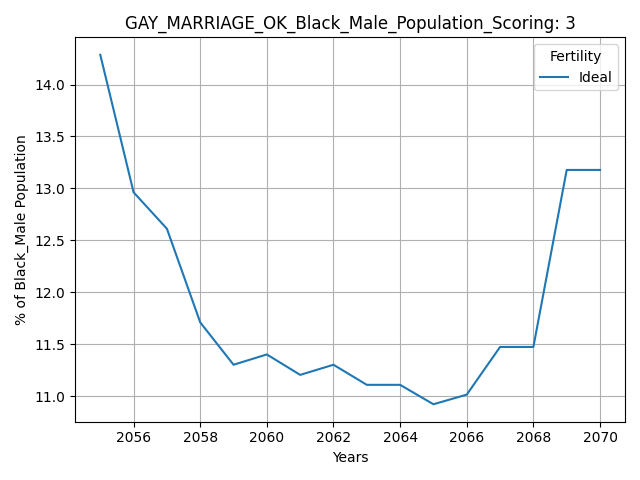 GAY_MARRIAGE_OK_Black_Male_Population_Scoring: 3
Fertility
Ideal
% of Black_Male Population
14.0
13.5
13.0
12.5
12.0
11.5
11.0
2056 2058 2060 2062 2064 2066 2068 2070
Years